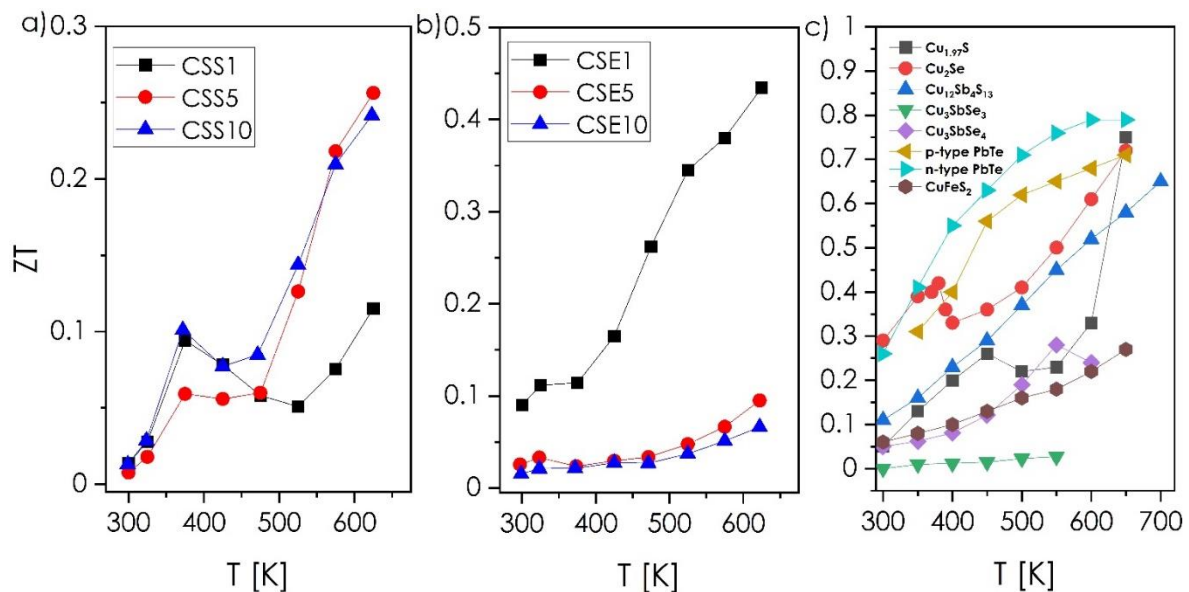 a)
CSS1
CSS5
CSS10
ZT
0.2
0.1
0
300 400 500 600
T [K]
b)
0.5
CSE1
CSE5
CSE10
0.4
0.3
0.2
0.1
0
300 400 500 600
T [K]
c)
1
0.9
0.8
0.7
0.6
0.5
0.4
0.3
0.2
0.1
0
Cu₁.₉₇S
Cu₂Se
Cu₁₂Sb₄S₁₃
Cu₃SbSe₃
Cu₃SbSe₄
p-type PbTe
n-type PbTe
CuFeS₂
300 400 500 600 700
T [K]